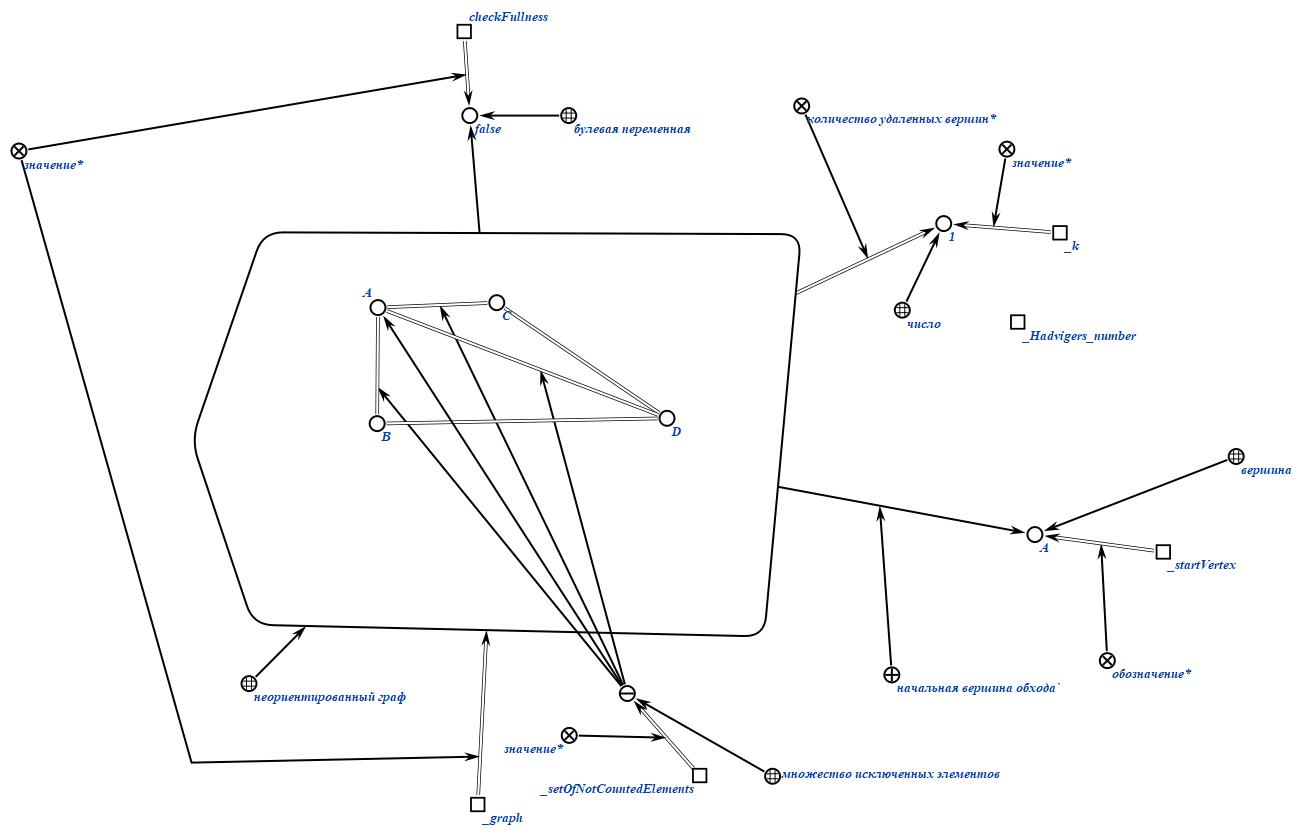 checkFullness
количество удаленных вершин*
false
булевая переменная
значение*
значение*
1
_k
A
C
число
_Hadvigers_number
B
D
вершина
A
_startVertex
обозначение*
начальная вершина обхода`
неориентированный граф
значение*
множество исключенных элементов
_setOfNotCountedElements
_graph